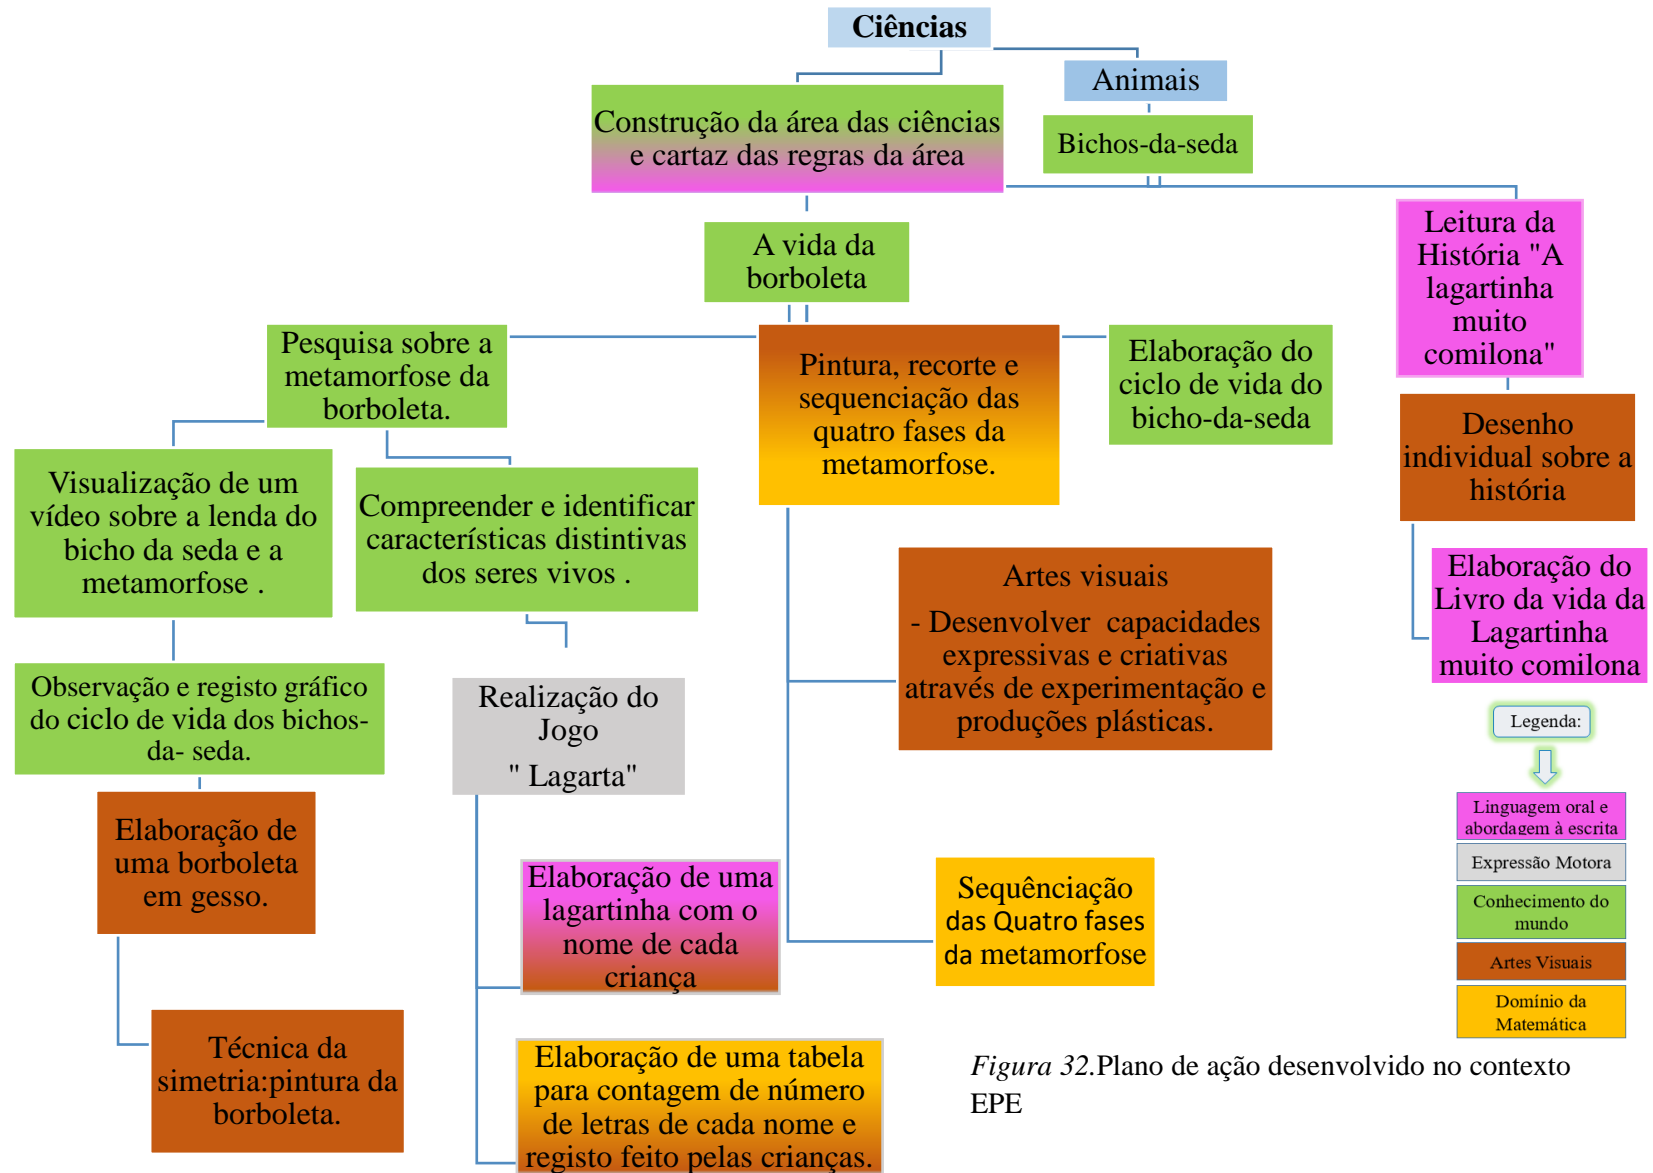 Ciências
Animais
Construção da área das ciências
e cartaz das regras da área
Bichos-da-seda
A vida da
borboleta
Leitura da
História "A
lagartinha
muito
comilona"
Pesquisa sobre a
metamorfose da
borboleta.
Pintura, recorte e
sequenciação das
quatro fases da
metamorfose.
Elaboração do
ciclo de vida do
bicho-da-seda
Desenho
individual sobre a
história
Visualização de um
vídeo sobre a lenda do
bicho da seda e a
metamorfose .
Compreender e identificar
características distintivas
dos seres vivos .
Artes visuais
- Desenvolver capacidades
expressivas e criativas
através de experimentação e
produções plásticas.
Elaboração do
Livro da vida da
Lagartinha
muito comilona
Observação e registo gráfico
do ciclo de vida dos bichos-
da- seda.
Realização do
Jogo
" Lagarta"
Elaboração de
uma borboleta
em gesso.
Elaboração de uma
lagartinha com o
nome de cada
criança
Sequênciação
das Quatro fases
da metamorfose
Técnica da
simetria:pintura da
borboleta.
Elaboração de uma tabela
para contagem de número
de letras de cada nome e
registo feito pelas crianças.
Legenda:
Linguagem oral e
abordagem à escrita
Expressão Motora
Conhecimento do
mundo
Artes Visuais
Domínio da
Matemática
Figura 32.Plano de ação desenvolvido no contexto
EPE